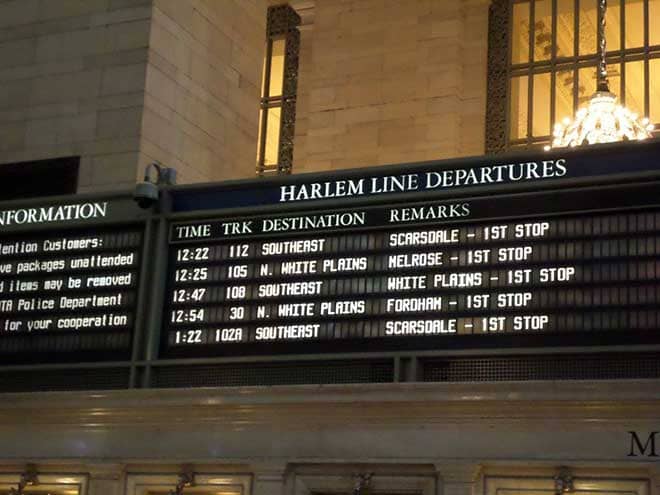 NFORMATION
tention Customers:
ve packages unattended
d items may be removed
TA Police Department
for your cooperation
HARLEM LINE DEPARTURES
TIME TRK DESTINATION REMARKS
12:22 112 SOUTHEAST SCARSDALE - 1ST STOP
12:25 105 N. WHITE PLAINS MELROSE - 1ST STOP
12:47 108 SOUTHEAST WHITE PLAINS - 1ST STOP
12:54 30 N. WHITE PLAINS FORDHAM - 1ST STOP
1:22 102A SOUTHEAST SCARSDALE - 1ST STOP
M